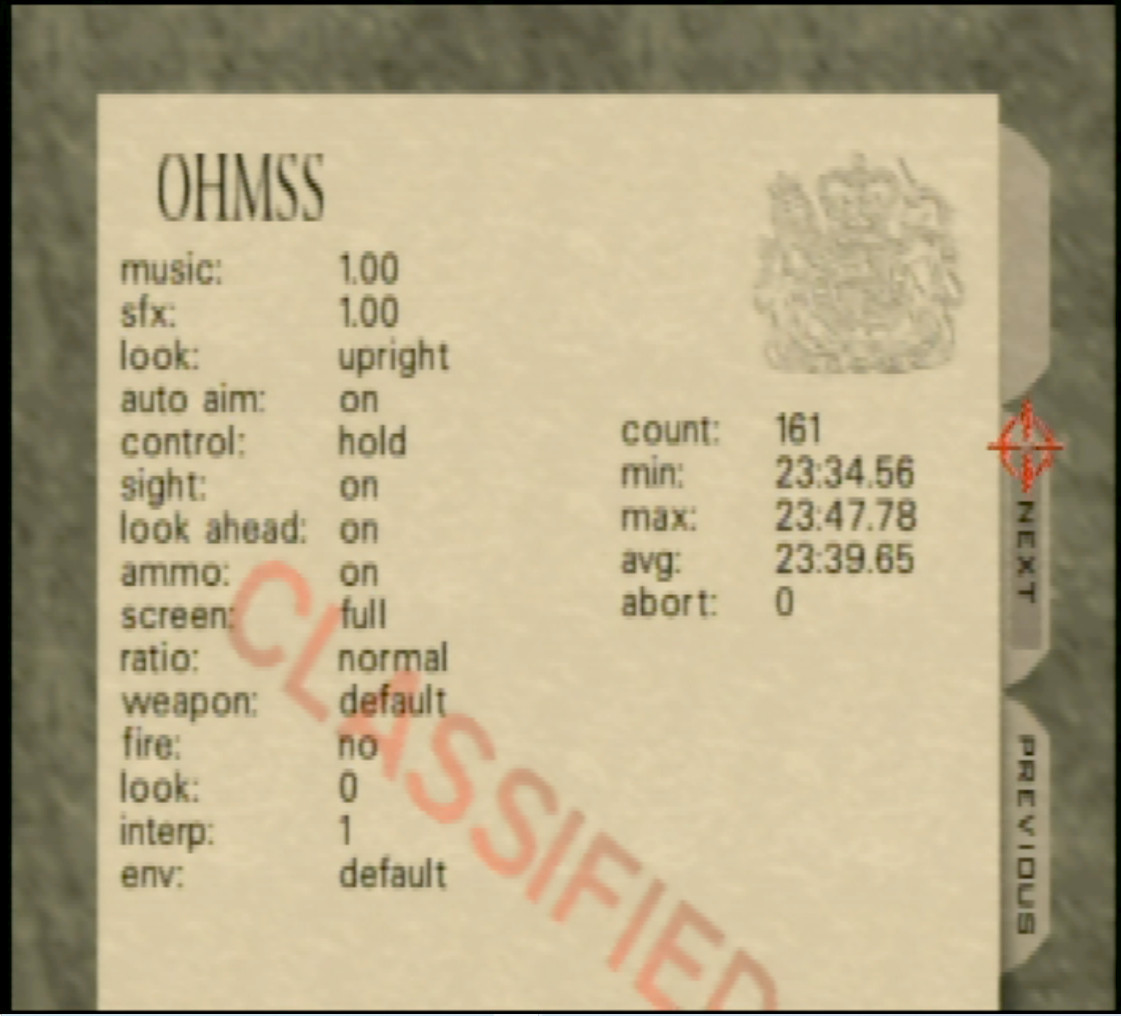 OHMSS
music: 1.00
sfx: 1.00
look: upright
auto aim: on
control: hold
sight: on
look ahead: on
ammo: on
screen: full
ratio: normal
weapon: default
fire: no
look: 0
interp: 1
env: default
count: 161
min: 23:34.56
max: 23:47.78
avg: 23:39.65
abort: 0
CLASSIFIED
NEXT
PREVIOUS